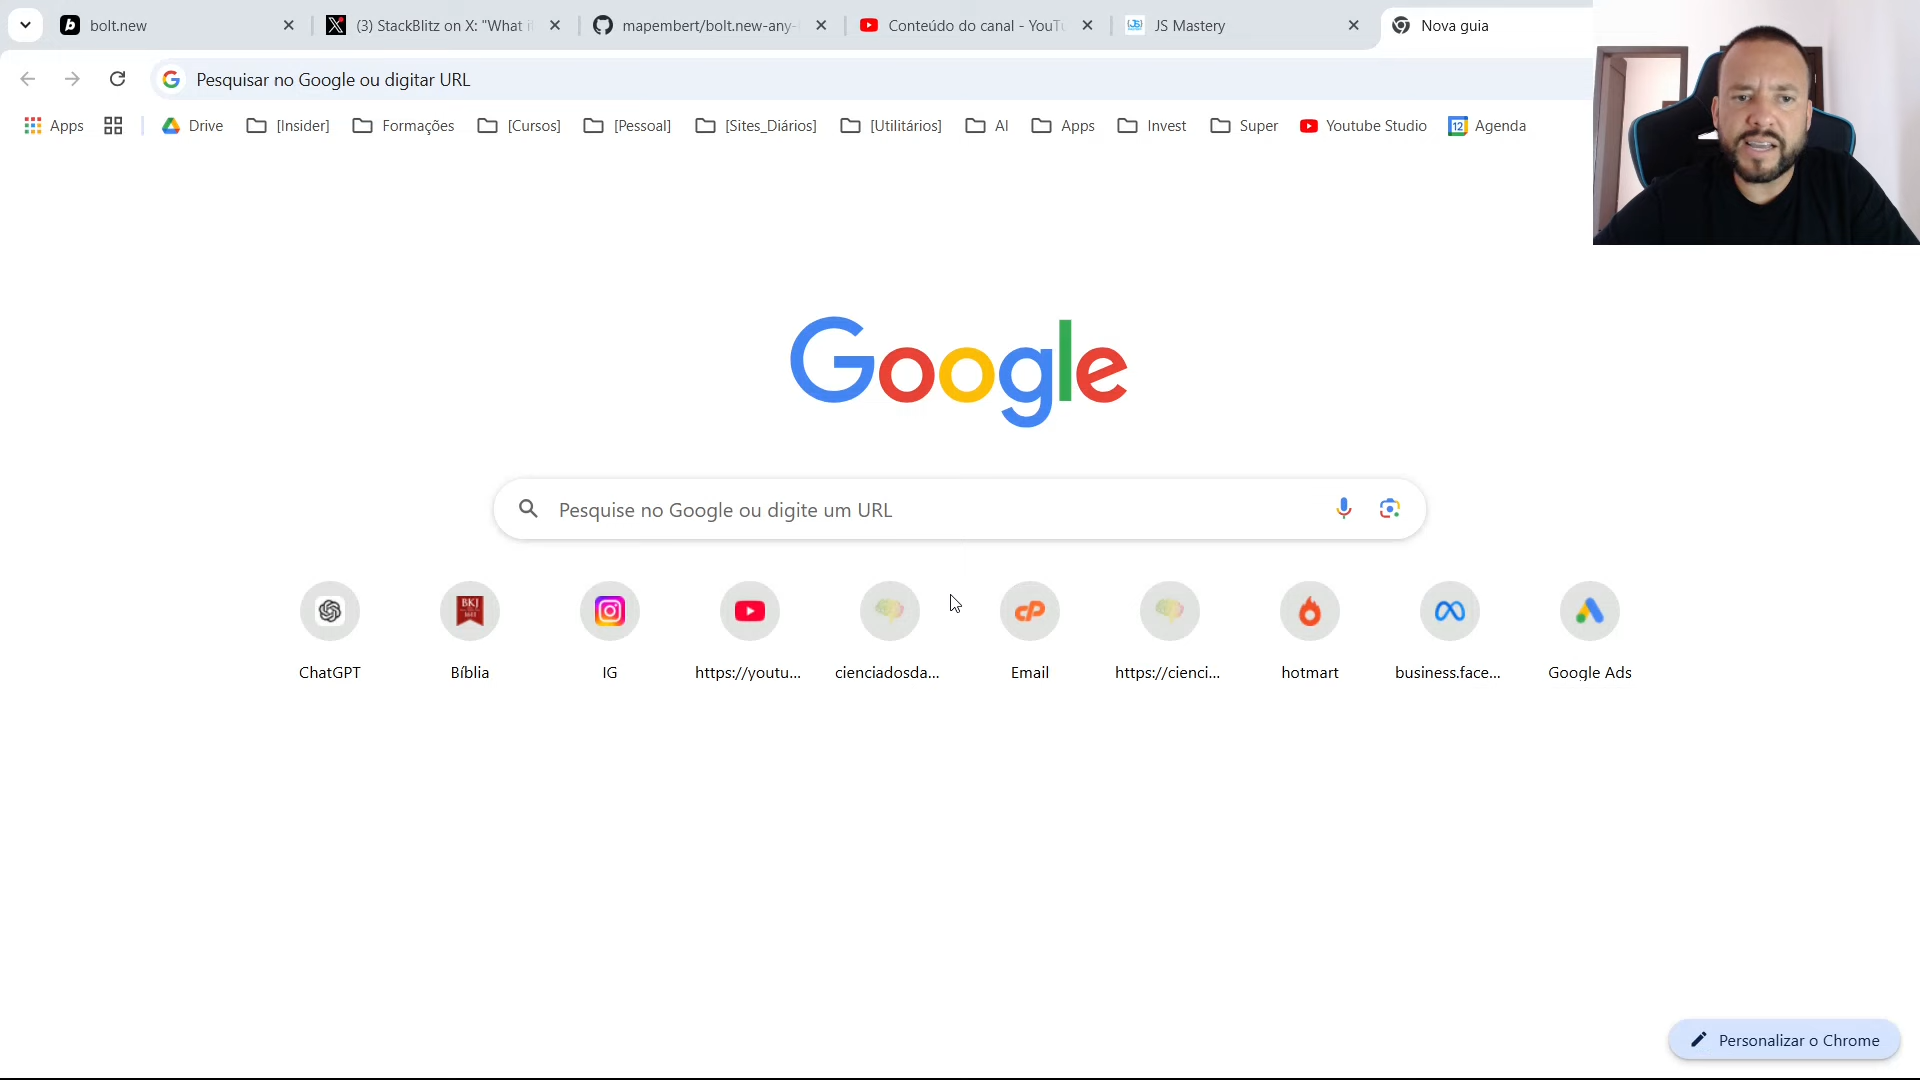 bolt.new
(3) StackBlitz on X: "What i
mapembert/bolt.new-any-
Conteúdo do canal - YouTu
JS Mastery
Nova guia
Pesquisar no Google ou digitar URL
Apps
Drive
[Insider]
Formações
[Cursos]
[Pessoal]
[Sites_Diários]
[Utilitários]
AI
Apps
Invest
Super
Youtube Studio
12
Agenda
Google
Pesquise no Google ou digite um URL
BKJ
cP
ChatGPT
Bíblia
IG
https://youtu...
cienciadosda...
Email
https://cienci...
hotmart
business.face...
Google Ads
Personalizar o Chrome